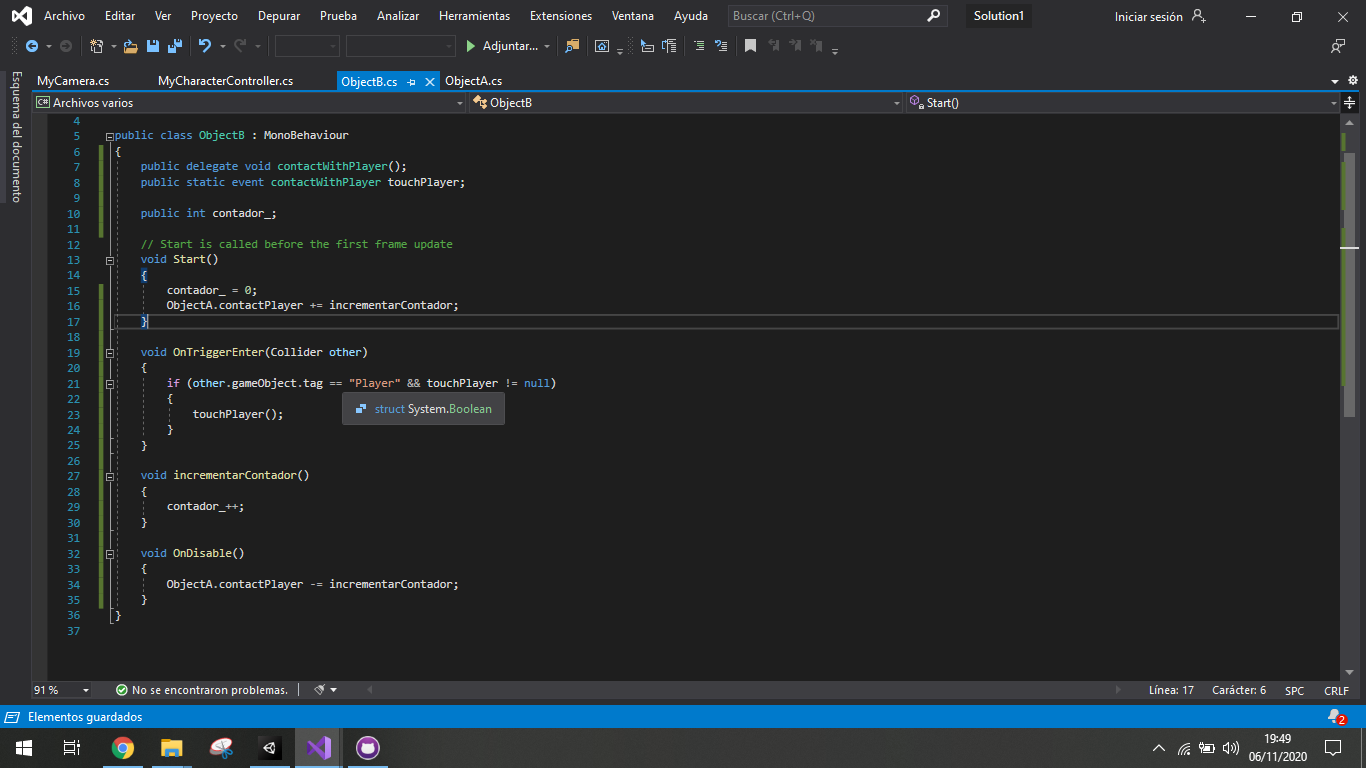 Archivo Editar Ver Proyecto Depurar Prueba Analizar Herramientas Extensiones Ventana Ayuda Buscar (Ctrl+Q) Solution1 Iniciar sesión
Adjuntar...
MyCamera.cs MyCharacterController.cs ObjectB.cs ObjectA.cs
Esquema del documento
C# Archivos varios ObjectB Start()
4
5 public class ObjectB : MonoBehaviour
6 {
7 public delegate void contactWithPlayer();
8 public static event contactWithPlayer touchPlayer;
9
10 public int contador_;
11
12 // Start is called before the first frame update
13 void Start()
14 {
15 contador_ = 0;
16 ObjectA.contactPlayer += incrementarContador;
17 }
18
19 void OnTriggerEnter(Collider other)
20 {
21 if (other.gameObject.tag == "Player" && touchPlayer != null)
22 {
struct System.Boolean
23 touchPlayer();
24 }
25 }
26
27 void incrementarContador()
28 {
29 contador_++;
30 }
31
32 void OnDisable()
33 {
34 ObjectA.contactPlayer -= incrementarContador;
35 }
36 }
37
91 % No se encontraron problemas. Línea: 17 Carácter: 6 SPC CRLF
Elementos guardados 2
19:49
06/11/2020